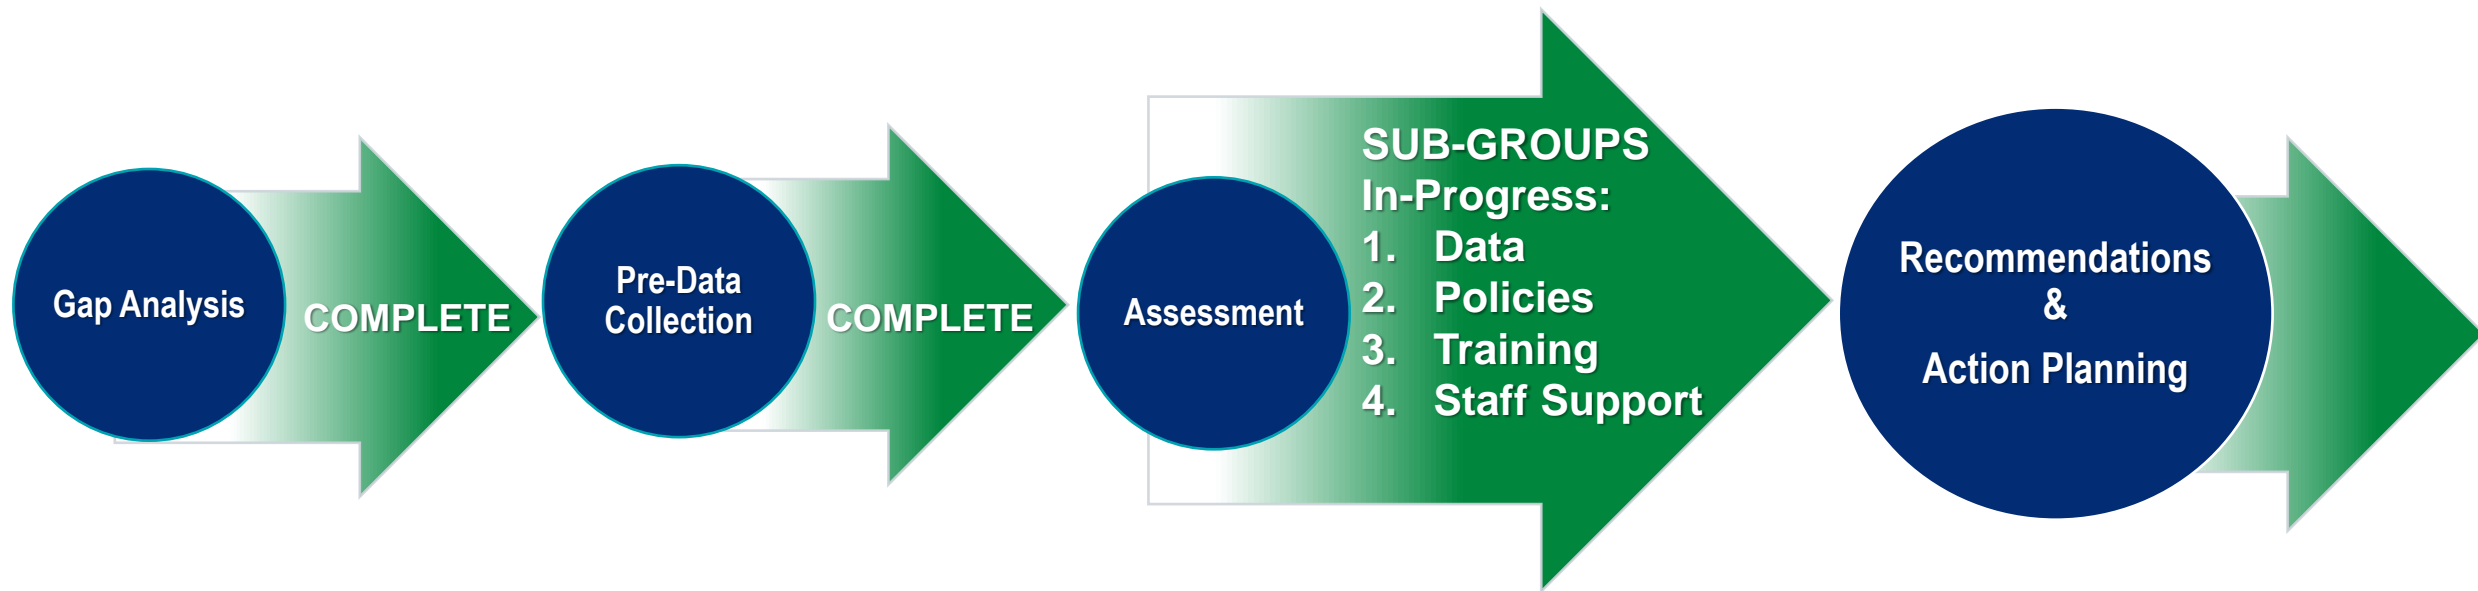 Gap Analysis
COMPLETE
Pre-Data
Collection
COMPLETE
Assessment
SUB-GROUPS
In-Progress:
1. Data
2. Policies
3. Training
4. Staff Support
Recommendations
&
Action Planning